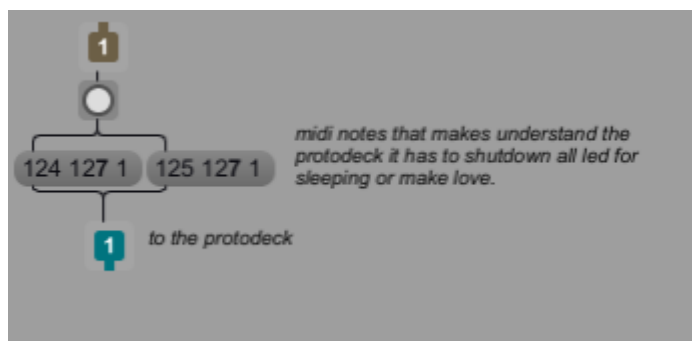 1
124 127 1 125 127 1
midi notes that makes understand the
protodeck it has to shutdown all led for
sleeping or make love.
1
to the protodeck